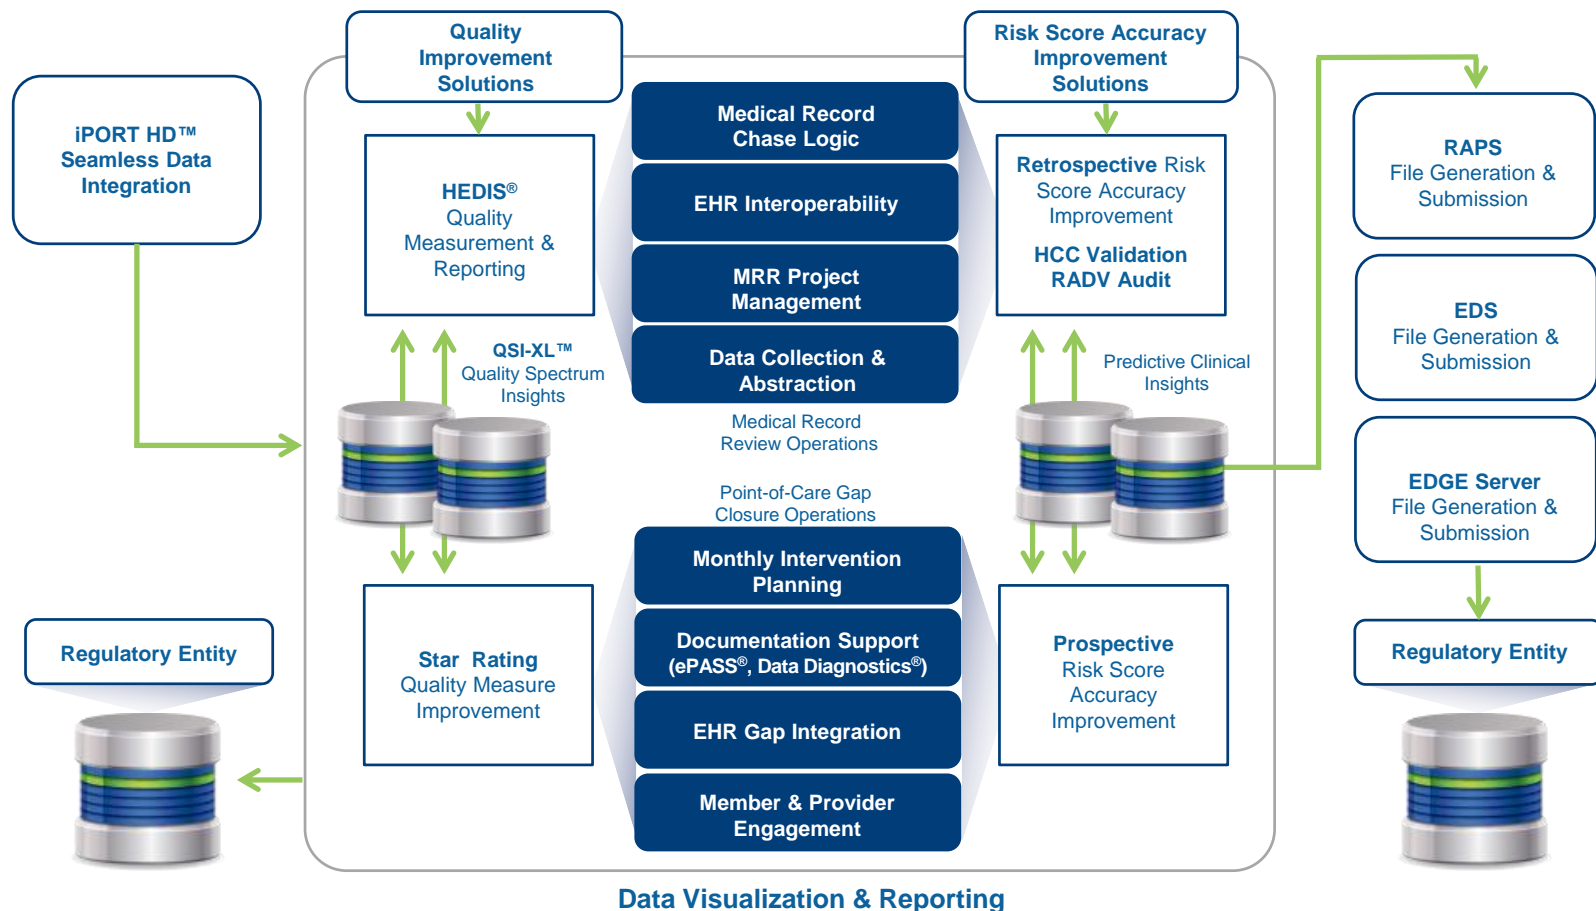 Quality
Improvement
Solutions
Risk Score Accuracy
Improvement
Solutions
iPORT HD™
Seamless Data
Integration
HEDIS®
Quality
Measurement &
Reporting
Medical Record
Chase Logic
EHR Interoperability
MRR Project
Management
Data Collection &
Abstraction
Medical Record
Review Operations
Retrospective Risk
Score Accuracy
Improvement
HCC Validation
RADV Audit
QSI-XL™
Quality Spectrum
Insights
Predictive Clinical
Insights
RAPS
File Generation &
Submission
EDS
File Generation &
Submission
EDGE Server
File Generation &
Submission
Point-of-Care Gap
Closure Operations
Monthly Intervention
Planning
Documentation Support
(ePASS®, Data Diagnostics®)
EHR Gap Integration
Member & Provider
Engagement
Star Rating
Quality Measure
Improvement
Prospective
Risk Score
Accuracy
Improvement
Regulatory Entity
Regulatory Entity
Data Visualization & Reporting